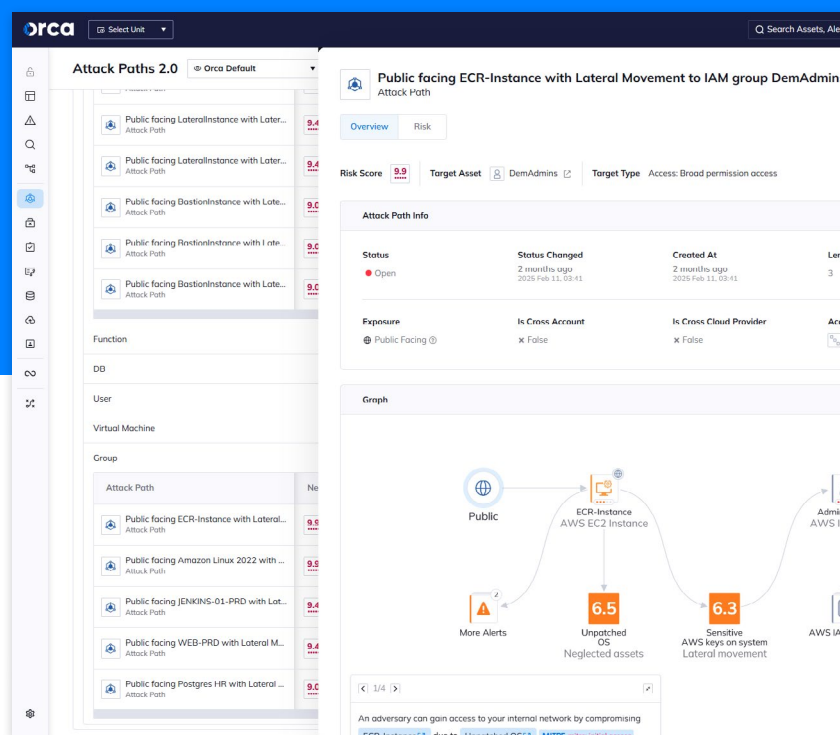 orca
Select Unit
Search Assets, Ale
Attack Paths 2.0
Orca Default
Public facing LateralInstance with Later...
9.4
Attack Path
Public facing LateralInstance with Later...
9.4
Attack Path
Public facing BastionInstance with Late...
9.0
Attack Path
Public facing BastionInstance with Late...
9.0
Attack Path
Public facing BastionInstance with Late...
9.0
Attack Path
Function
DB
User
Virtual Machine
Group
Attack Path
Ne
Public facing ECR-Instance with Lateral...
9.9
Attack Path
Public facing Amazon Linux 2022 with ...
9.9
Attack Path
Public facing JENKINS-01-PRD with Lat...
9.4
Attack Path
Public facing WEB-PRD with Lateral M...
9.4
Attack Path
Public facing Postgres HR with Lateral ...
9.0
Attack Path
Public facing ECR-Instance with Lateral Movement to IAM group DemAdmin
Attack Path
Overview Risk
Risk Score 9.9 Target Asset DemAdmins Target Type Access: Broad permission access
Attack Path Info
Status Status Changed Created At Len
Open 2 months ago 2 months ago 3
2025 Feb 11, 03:41 2025 Feb 11, 03:41
Exposure Is Cross Account Is Cross Cloud Provider Acc
Public Facing False False
Graph
Public
ECR-Instance
AWS EC2 Instance
Admi
AWS I
2
More Alerts
6.5
Unpatched
OS
Neglected assets
6.3
Sensitive
AWS keys on system
Lateral movement
AWS IA
1/4
An adversary can gain access to your internal network by compromising
ECR-Instance due to Unpatched OS MITRE